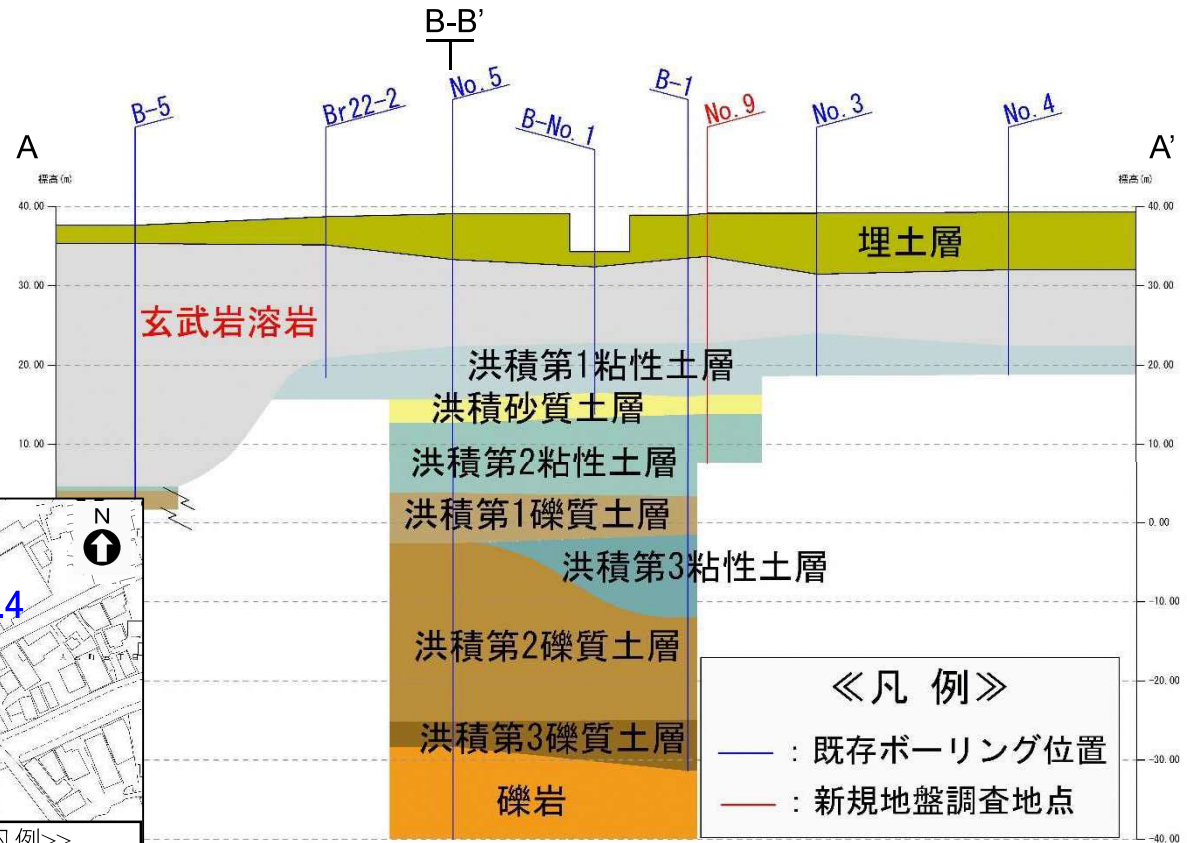 B-B’
B-5
Br22-2
No.5
B-No.1
B-1
No.9
No.3
No.4
A
A’
標高(m)
標高(m)
40.00
40.00
埋土層
30.00
30.00
玄武岩溶岩
20.00
20.00
洪積第1粘性土層
洪積砂質土層
10.00
10.00
洪積第2粘性土層
洪積第1礫質土層
0.00
洪積第3粘性土層
-10.00
洪積第2礫質土層
-20.00
洪積第3礫質土層
-30.00
礫岩
-40.00
≪凡 例≫
：既存ボーリング位置
：新規地盤調査地点
N
.4
凡例>>